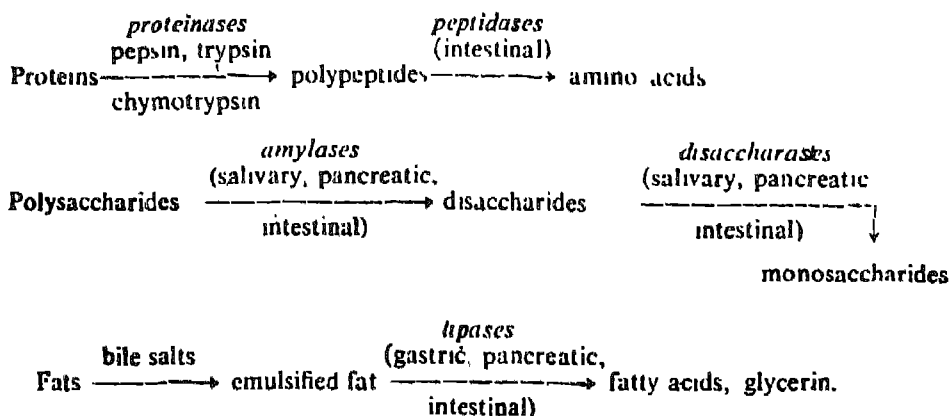 proteinases peptidases
pepsin, trypsin (intestinal)
Proteins polypeptides amino acids
chymotrypsin
amylases disaccharases
(salivary, pancreatic, (salivary, pancreatic
Polysaccharides disaccharides
intestinal) intestinal)
monosaccharides
lipases
bile salts (gastric, pancreatic,
Fats emulsified fat fatty acids, glycerin.
intestinal)